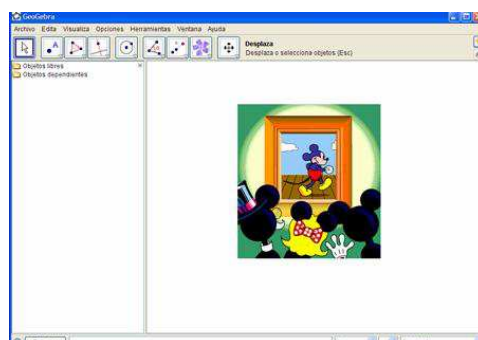 GeoGebra
Archivo Edita Visualiza Opciones Herramientas Ventana Ayuda
Desplaza
Desplaza o selecciona objetos (Esc)
Objetos libres
Objetos dependientes